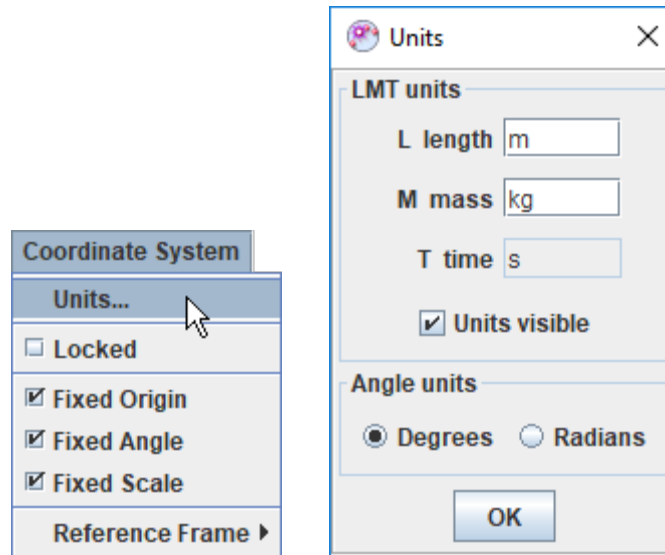 Coordinate System
Units...
Locked
Fixed Origin
Fixed Angle
Fixed Scale
Reference Frame
Units
LMT units
L length m
M mass kg
T time s
Units visible
Angle units
Degrees Radians
OK